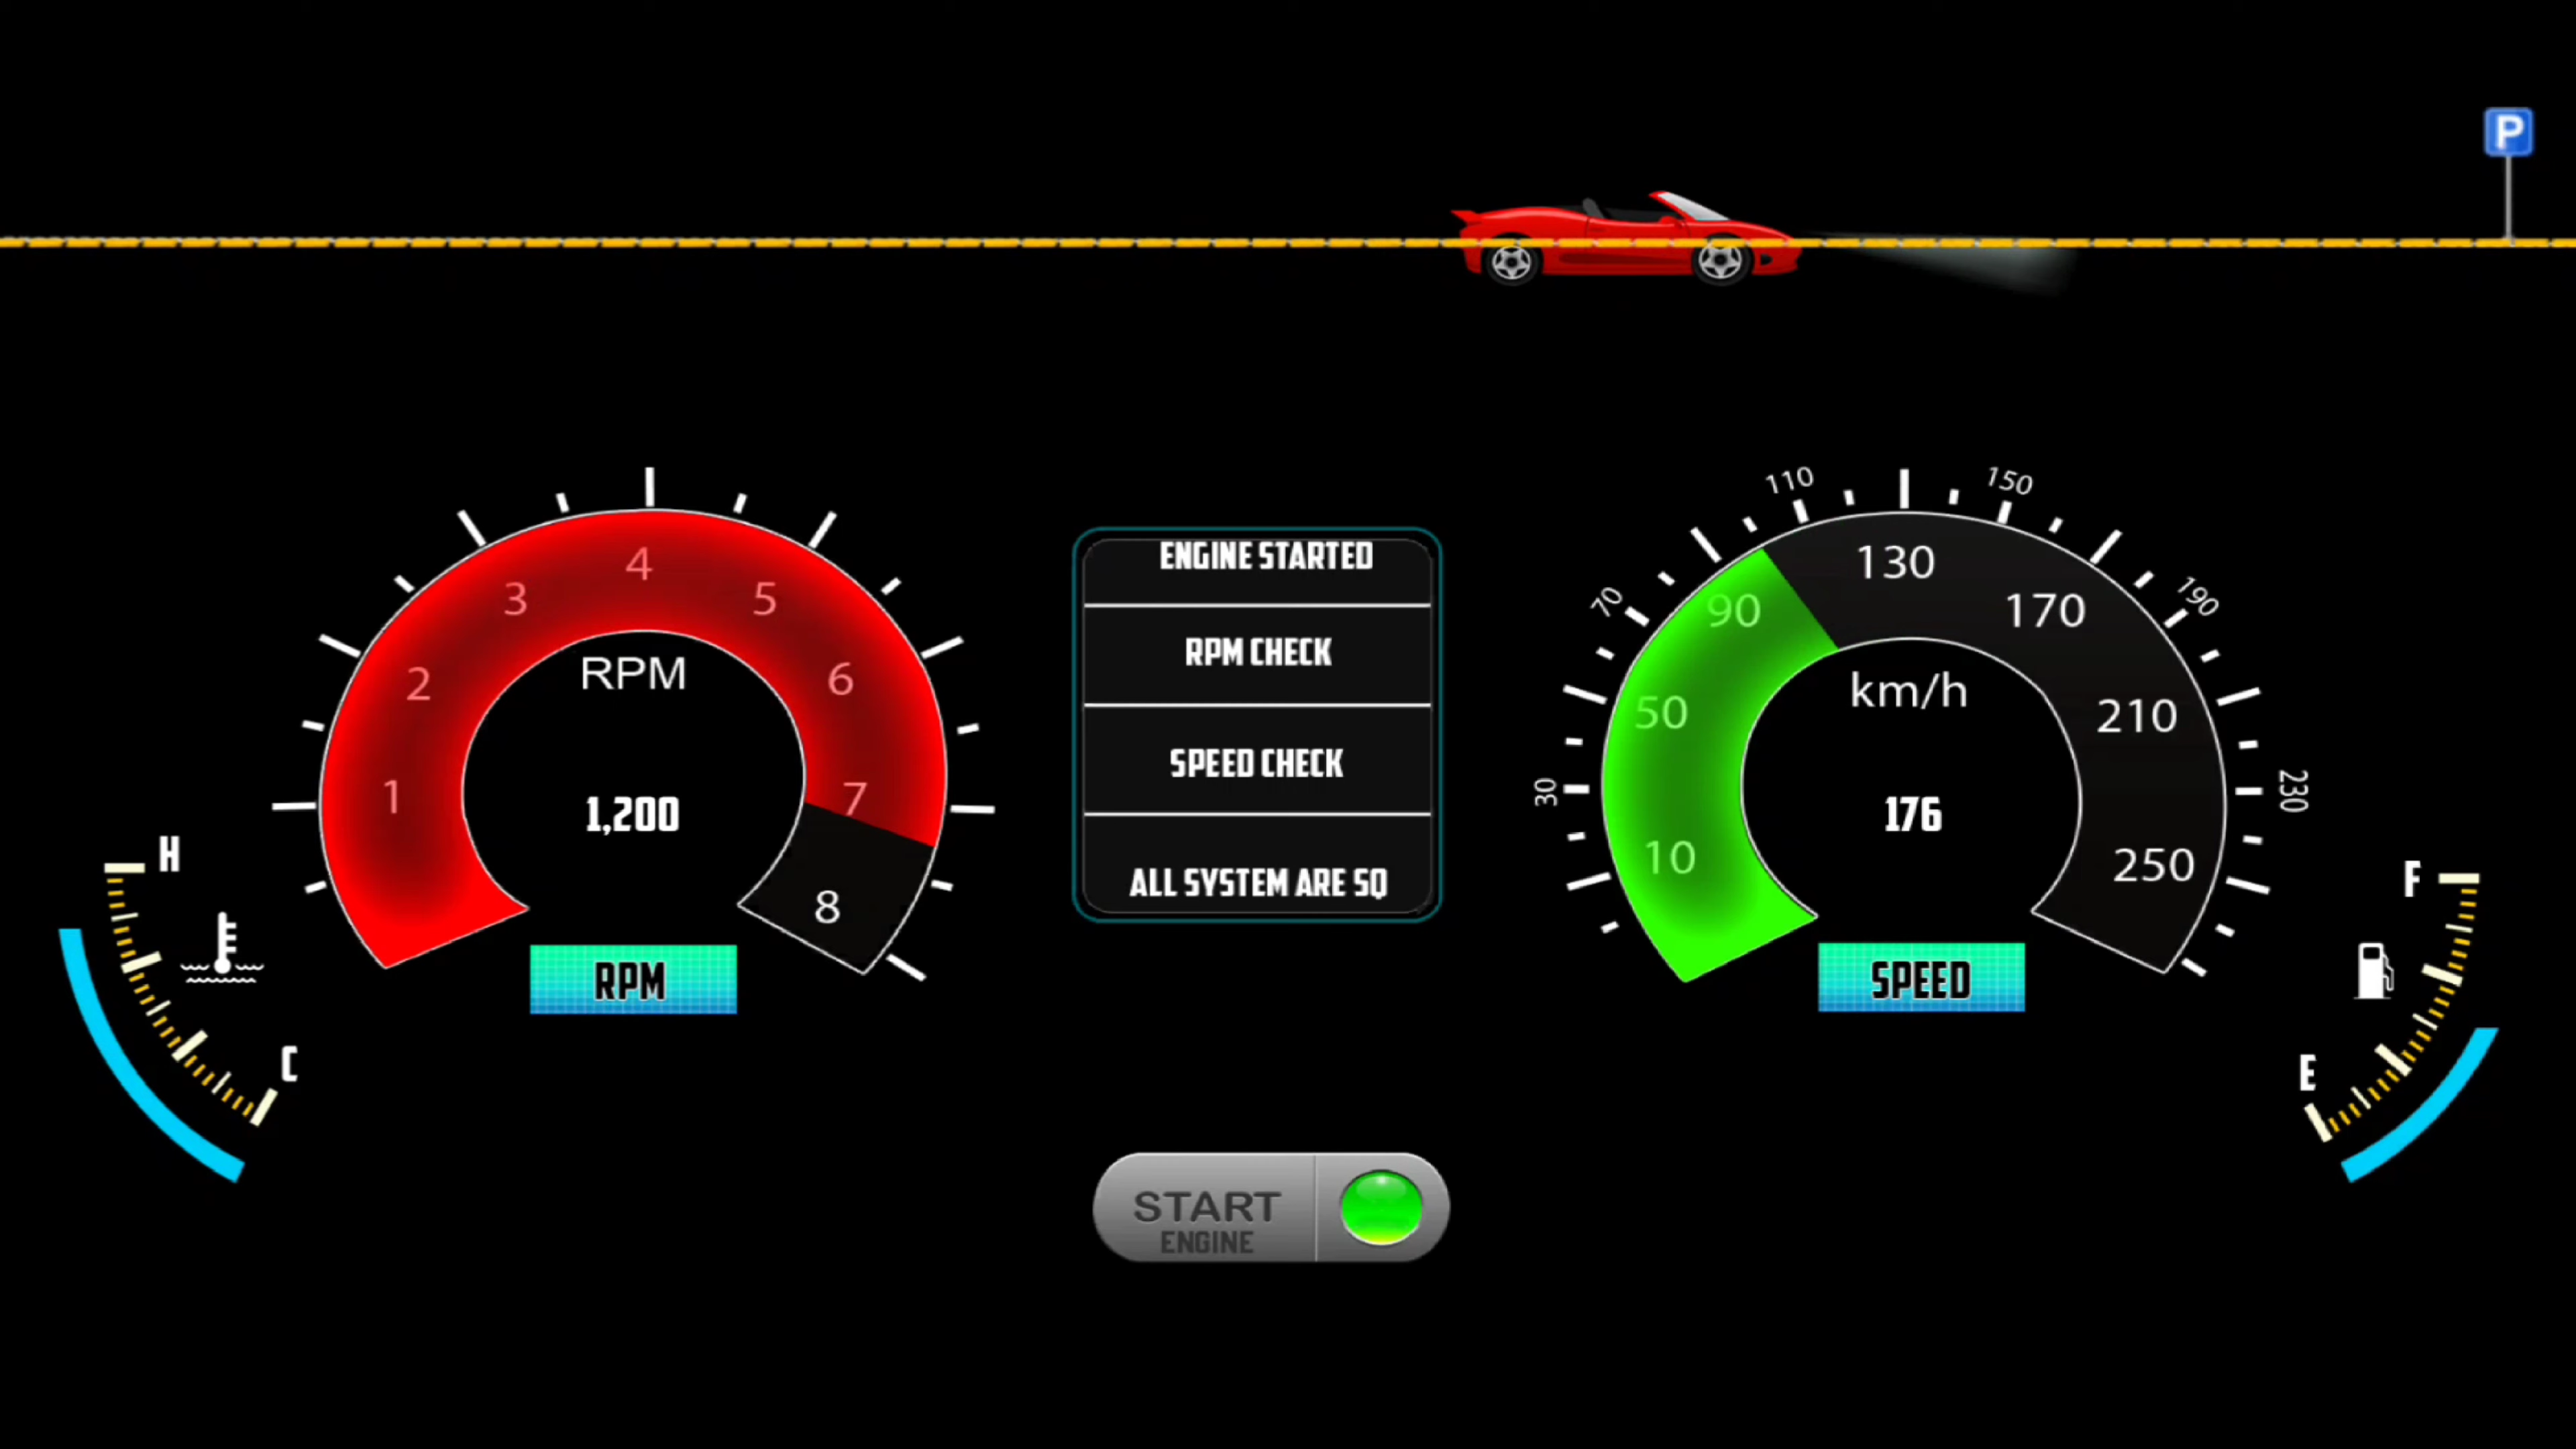 P
110
150
130
4
3
5
90
170
70
190
RPM
km/h
2
6
50
210
1
7
30
230
1,200
176
10
250
8
ENGINE STARTED
RPM CHECK
SPEED CHECK
ALL SYSTEM ARE SQ
H
C
F
E
RPM
SPEED
START
ENGINE